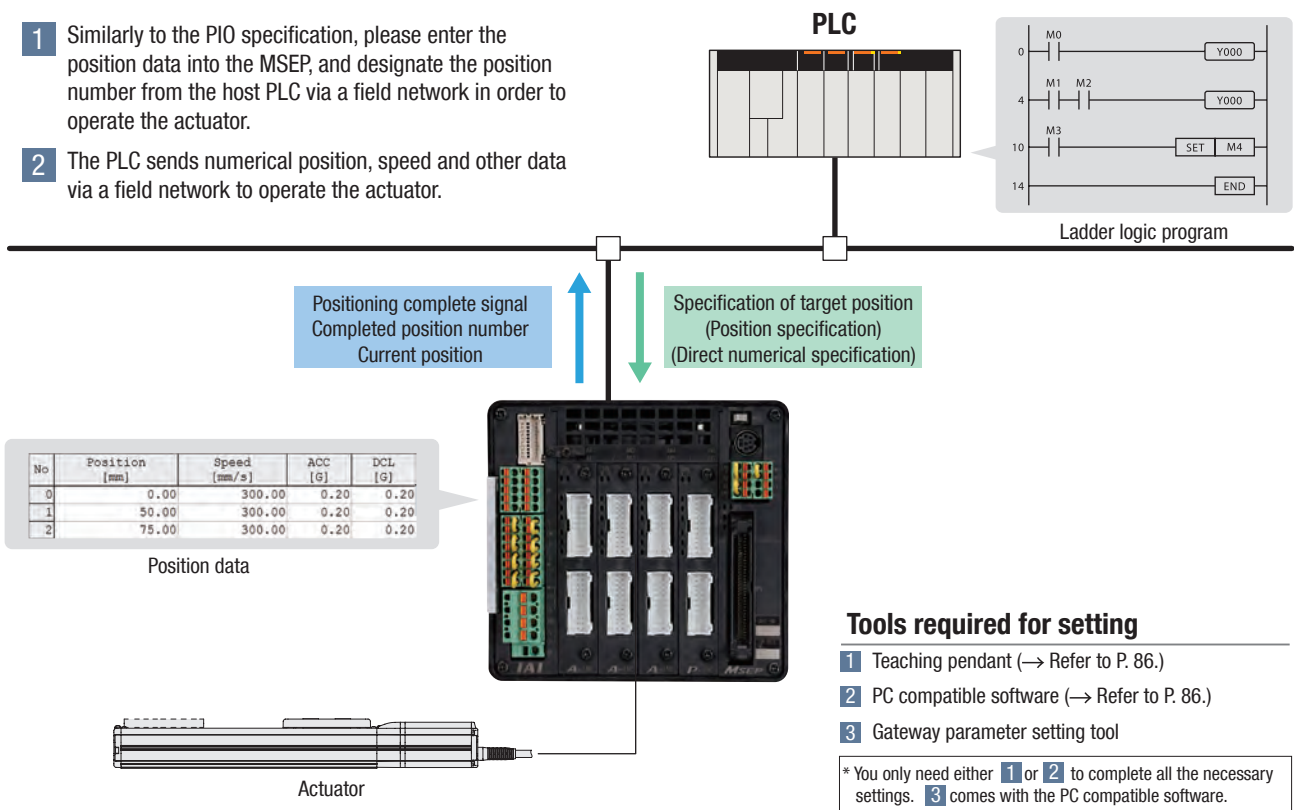 1 Similarly to the PIO specification, please enter the
position data into the MSEP, and designate the position
number from the host PLC via a field network in order to
operate the actuator.
2 The PLC sends numerical position, speed and other data
via a field network to operate the actuator.
PLC
M0
0 Y000
M1 M2
4 Y000
M3
10 SET M4
14 END
Ladder logic program
Positioning complete signal
Completed position number
Current position
Specification of target position
(Position specification)
(Direct numerical specification)
No Position [mm] Speed [mm/s] ACC [G] DCL [G]
0 0.00 300.00 0.20 0.20
1 50.00 300.00 0.20 0.20
2 75.00 300.00 0.20 0.20
Position data
IAI
MSEP
Actuator
Tools required for setting
1 Teaching pendant (→ Refer to P. 86.)
2 PC compatible software (→ Refer to P. 86.)
3 Gateway parameter setting tool
* You only need either 1 or 2 to complete all the necessary
settings. 3 comes with the PC compatible software.